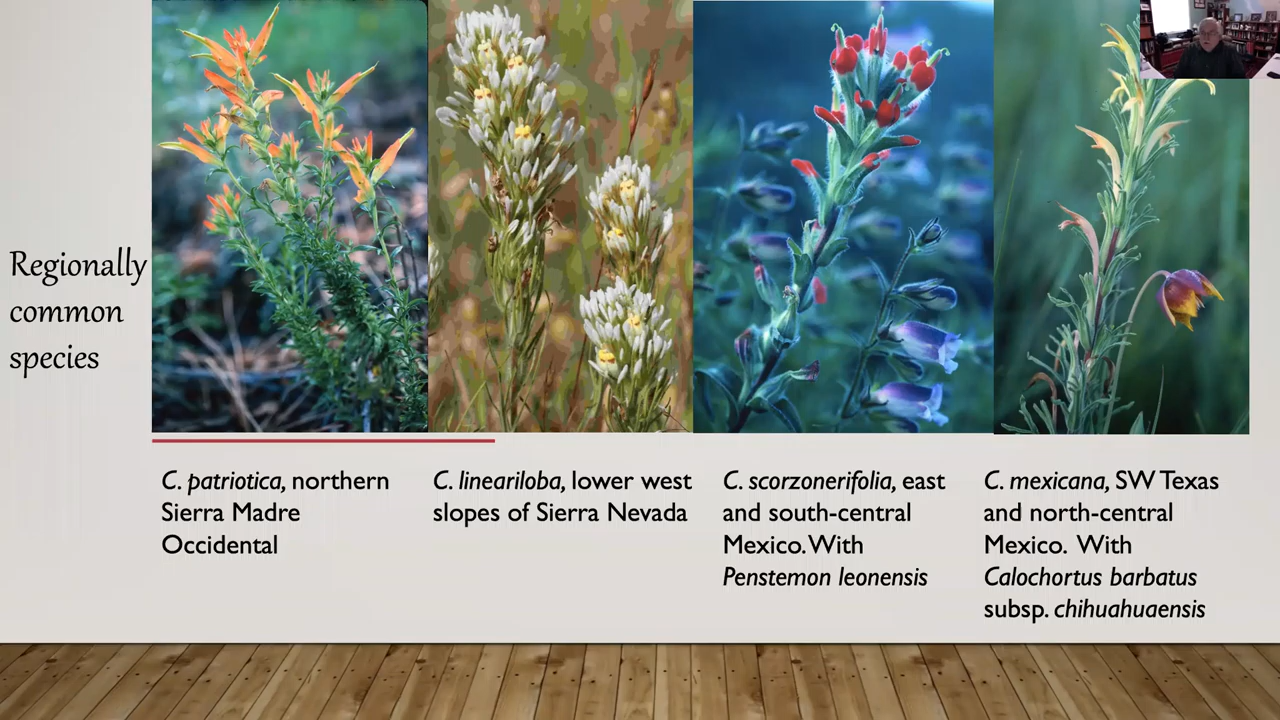 Regionally
common
species
C. patriotica, northern
Sierra Madre
Occidental
C. lineariloba, lower west
slopes of Sierra Nevada
C. scorzonerifolia, east
and south-central
Mexico. With
Penstemon leonensis
C. mexicana, SW Texas
and north-central
Mexico. With
Calochortus barbatus
subsp. chihuahuaensis